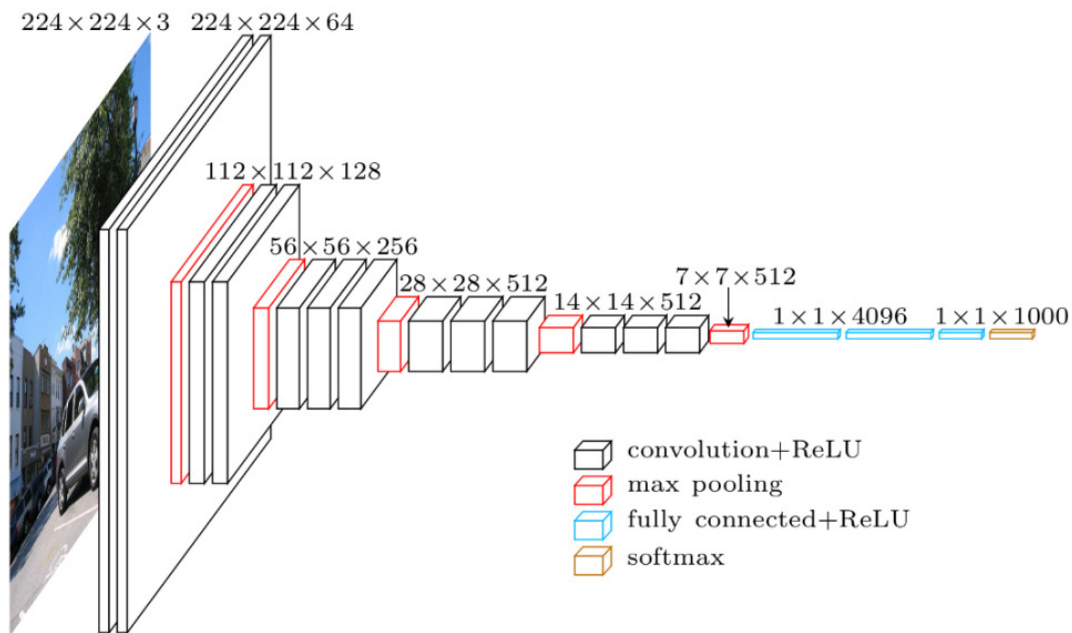 224×224×3
224×224×64
112×112×128
56×56×256
28×28×512
14×14×512
7×7×512
1×1×4096
1×1×1000
convolution+ReLU
max pooling
fully connected+ReLU
softmax